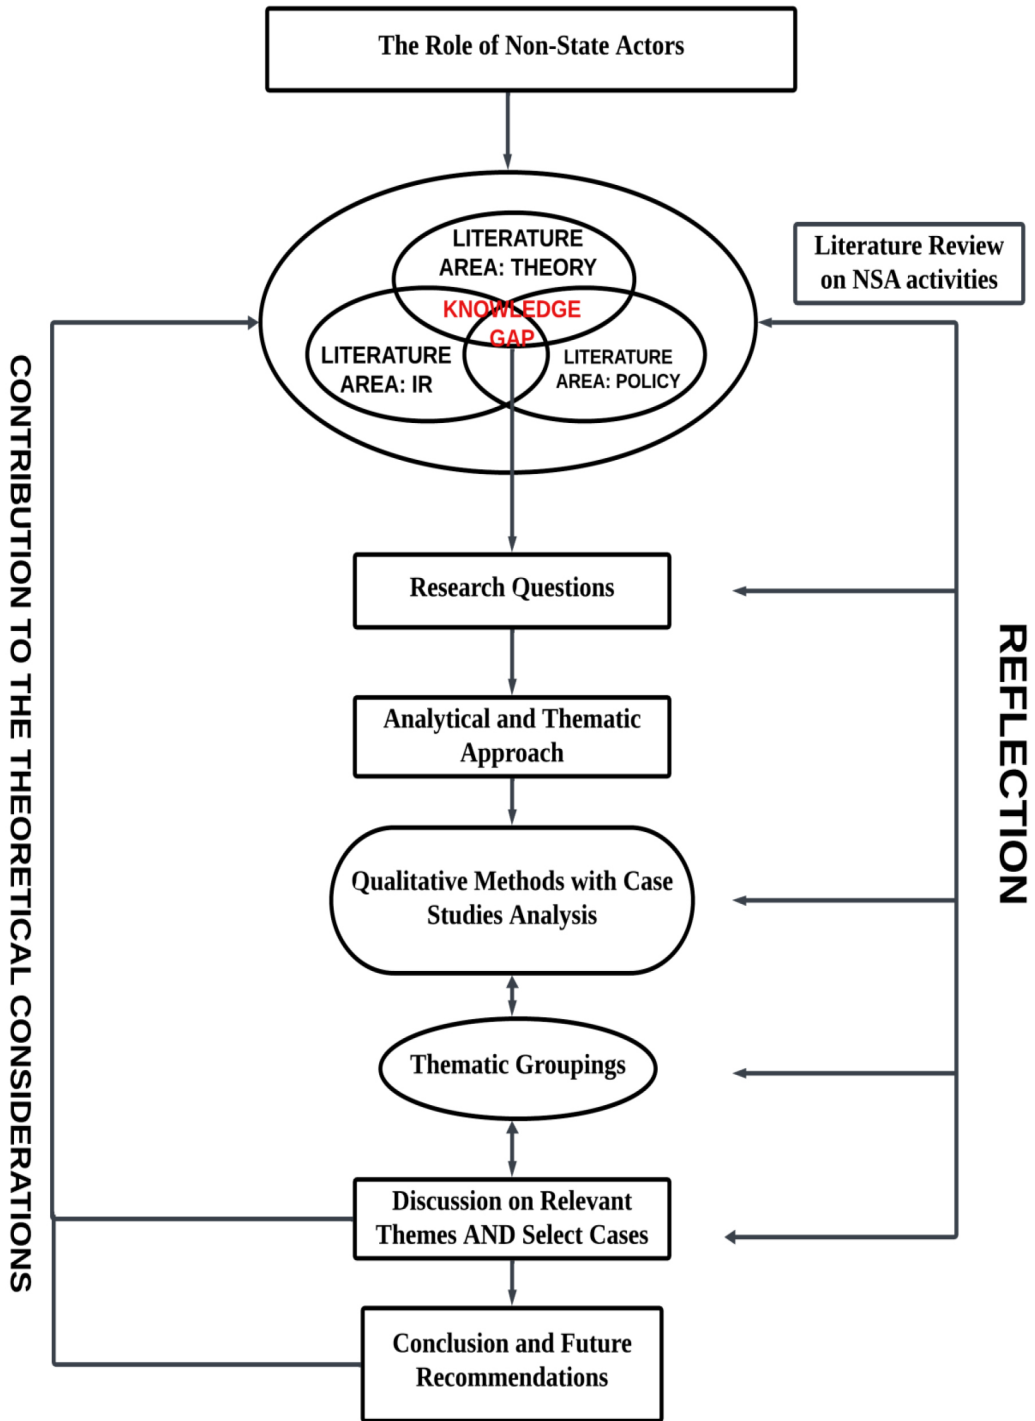 The Role of Non-State Actors
LITERATURE
AREA: THEORY
Literature Review
on NSA activities
KNOWLEDGE
GAP
LITERATURE
AREA: IR
LITERATURE
AREA: POLICY
CONTRIBUTION TO THE THEORETICAL CONSIDERATIONS
REFLECTION
Research Questions
Analytical and Thematic
Approach
Qualitative Methods with Case
Studies Analysis
Thematic Groupings
Discussion on Relevant
Themes AND Select Cases
Conclusion and Future
Recommendations